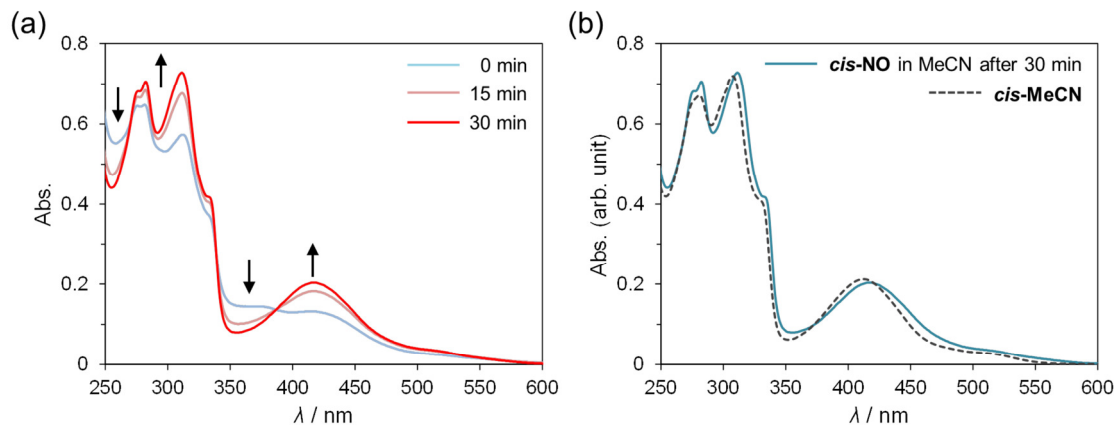 (a)
0.8
0.6
0.4
0.2
0
Abs.
0 min
15 min
30 min
250 300 350 400 450 500 550 600
λ / nm
(b)
0.8
0.6
0.4
0.2
0
Abs. (arb. unit)
cis-NO in MeCN after 30 min
cis-MeCN
250 300 350 400 450 500 550 600
λ / nm